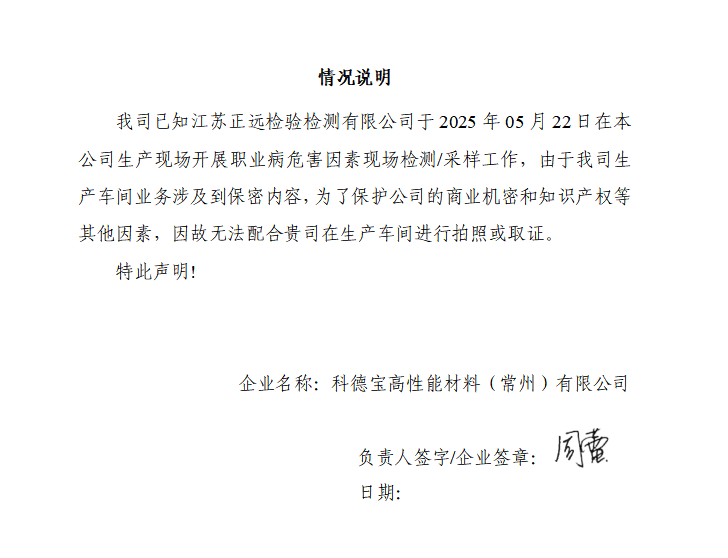 情况说明
我司已知江苏正远检验检测有限公司于 2025 年 05 月 22 日在本
公司生产现场开展职业病危害因素现场检测/采样工作，由于我司生
产车间业务涉及到保密内容，为了保护公司的商业机密和知识产权等
其他因素，因故无法配合贵司在生产车间进行拍照或取证。
特此声明!
企业名称：科德宝高性能材料（常州）有限公司
负责人签字/企业签章：周蕾
日期：